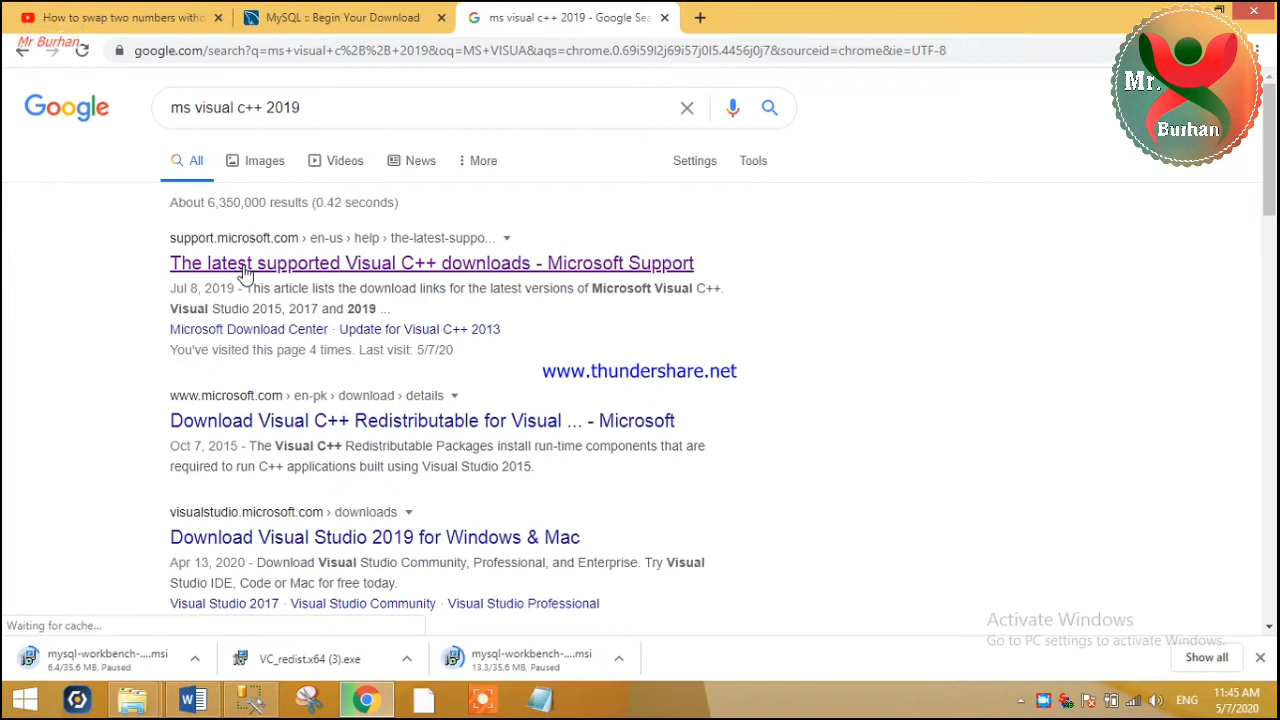 How to swap two numbers with
MySQL :: Begin Your Download
ms visual c++ 2019 - Google Sea
Mr Burhan
google.com/search?q=ms+visual+c%2B%2B+2019&oq=MS+VISUA&aqs=chrome.0.69i59l2j69i57j0l5.4456j0j7&sourceid=chrome&ie=UTF-8
Mr.
Burhan
Google
ms visual c++ 2019
All
Images
Videos
News
More
Settings
Tools
About 6,350,000 results (0.42 seconds)
support.microsoft.com › en-us › help › the-latest-suppo...
The latest supported Visual C++ downloads - Microsoft Support
Jul 8, 2019 - This article lists the download links for the latest versions of Microsoft Visual C++.
Visual Studio 2015, 2017 and 2019 ...
Microsoft Download Center · Update for Visual C++ 2013
You've visited this page 4 times. Last visit: 5/7/20
www.thundershare.net
www.microsoft.com › en-pk › download › details
Download Visual C++ Redistributable for Visual ... - Microsoft
Oct 7, 2015 - The Visual C++ Redistributable Packages install run-time components that are
required to run C++ applications built using Visual Studio 2015.
visualstudio.microsoft.com › downloads
Download Visual Studio 2019 for Windows & Mac
Apr 13, 2020 - Download Visual Studio Community, Professional, and Enterprise. Try Visual
Studio IDE, Code or Mac for free today.
Visual Studio 2017 · Visual Studio Community · Visual Studio Professional
Activate Windows
Go to PC settings to activate Windows.
Waiting for cache...
mysql-workbench-....msi
6.4/35.6 MB, Paused
VC_redist.x64 (3).exe
mysql-workbench-....msi
13.3/35.6 MB, Paused
Show all
ENG
11:45 AM
5/7/2020